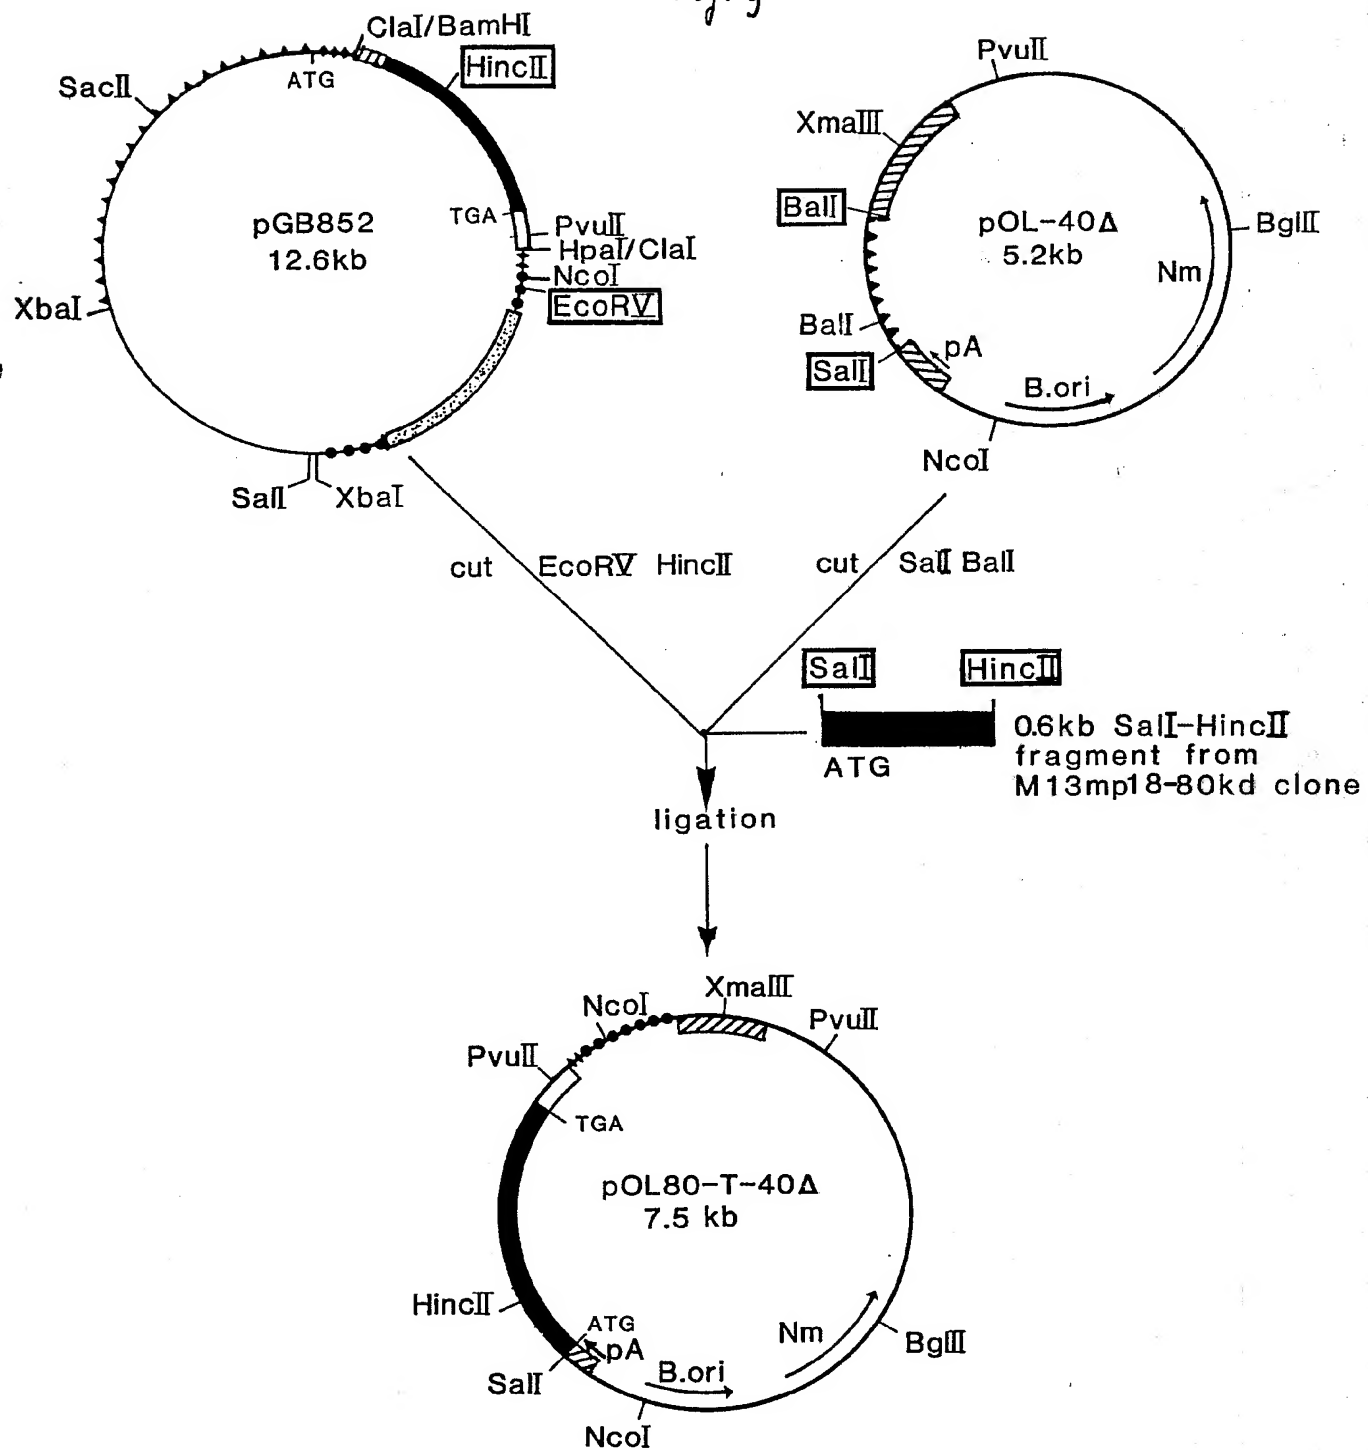 ClaI/BamHI
HincII
ATG
SacII
pGB852
12.6kb
TGA
PvuII
HpaI/ClaI
NcoI
EcoRV
XbaI
SalI
XbaI
PvuII
XmaIII
BalI
pOL-40Δ
5.2kb
BglII
Nm
BalI
SalI
pA
B.ori
NcoI
cut EcoRV HincII
cut SalI BalI
SalI
HincII
ATG
0.6kb SalI-HincII
fragment from
M13mp18-80kd clone
ligation
XmaIII
NcoI
PvuII
PvuII
TGA
pOL80-T-40Δ
7.5 kb
HincII
ATG
pA
SalI
B.ori
Nm
BglII
NcoI